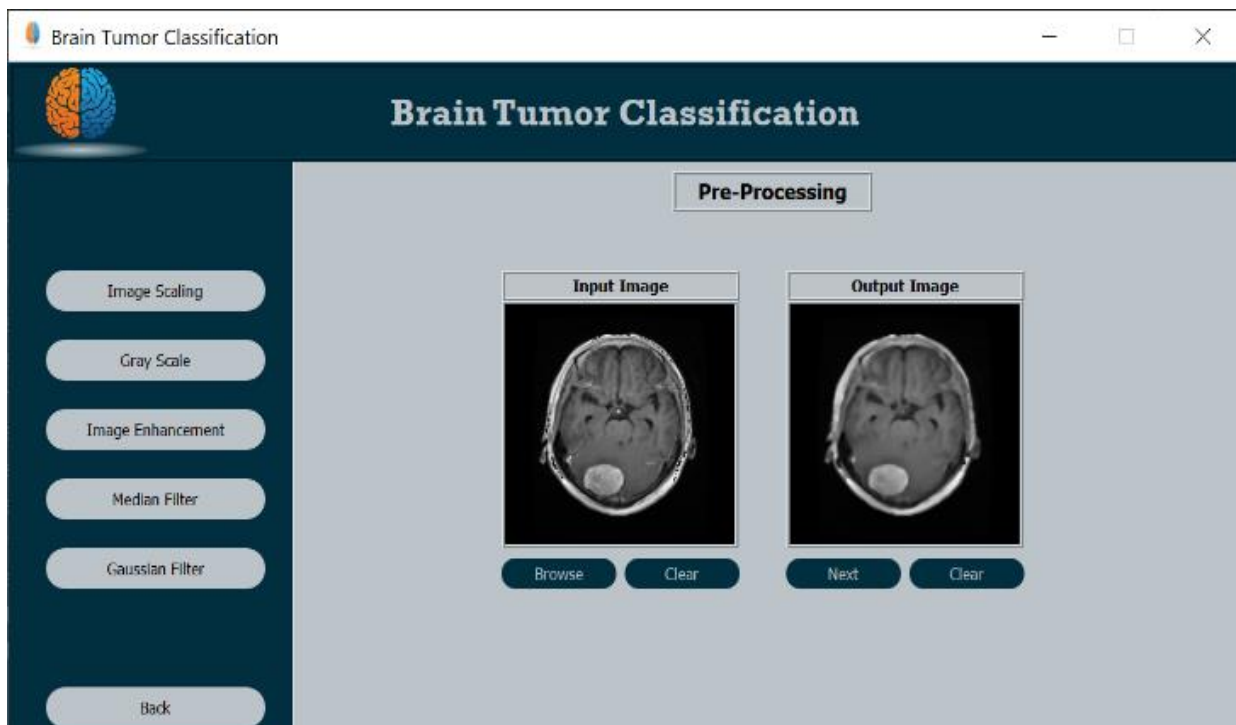 Brain Tumor Classification
Brain Tumor Classification
Pre-Processing
Image Scaling
Gray Scale
Image Enhancement
Median Filter
Gaussian Filter
Back
Input Image
Output Image
Browse
Clear
Next
Clear